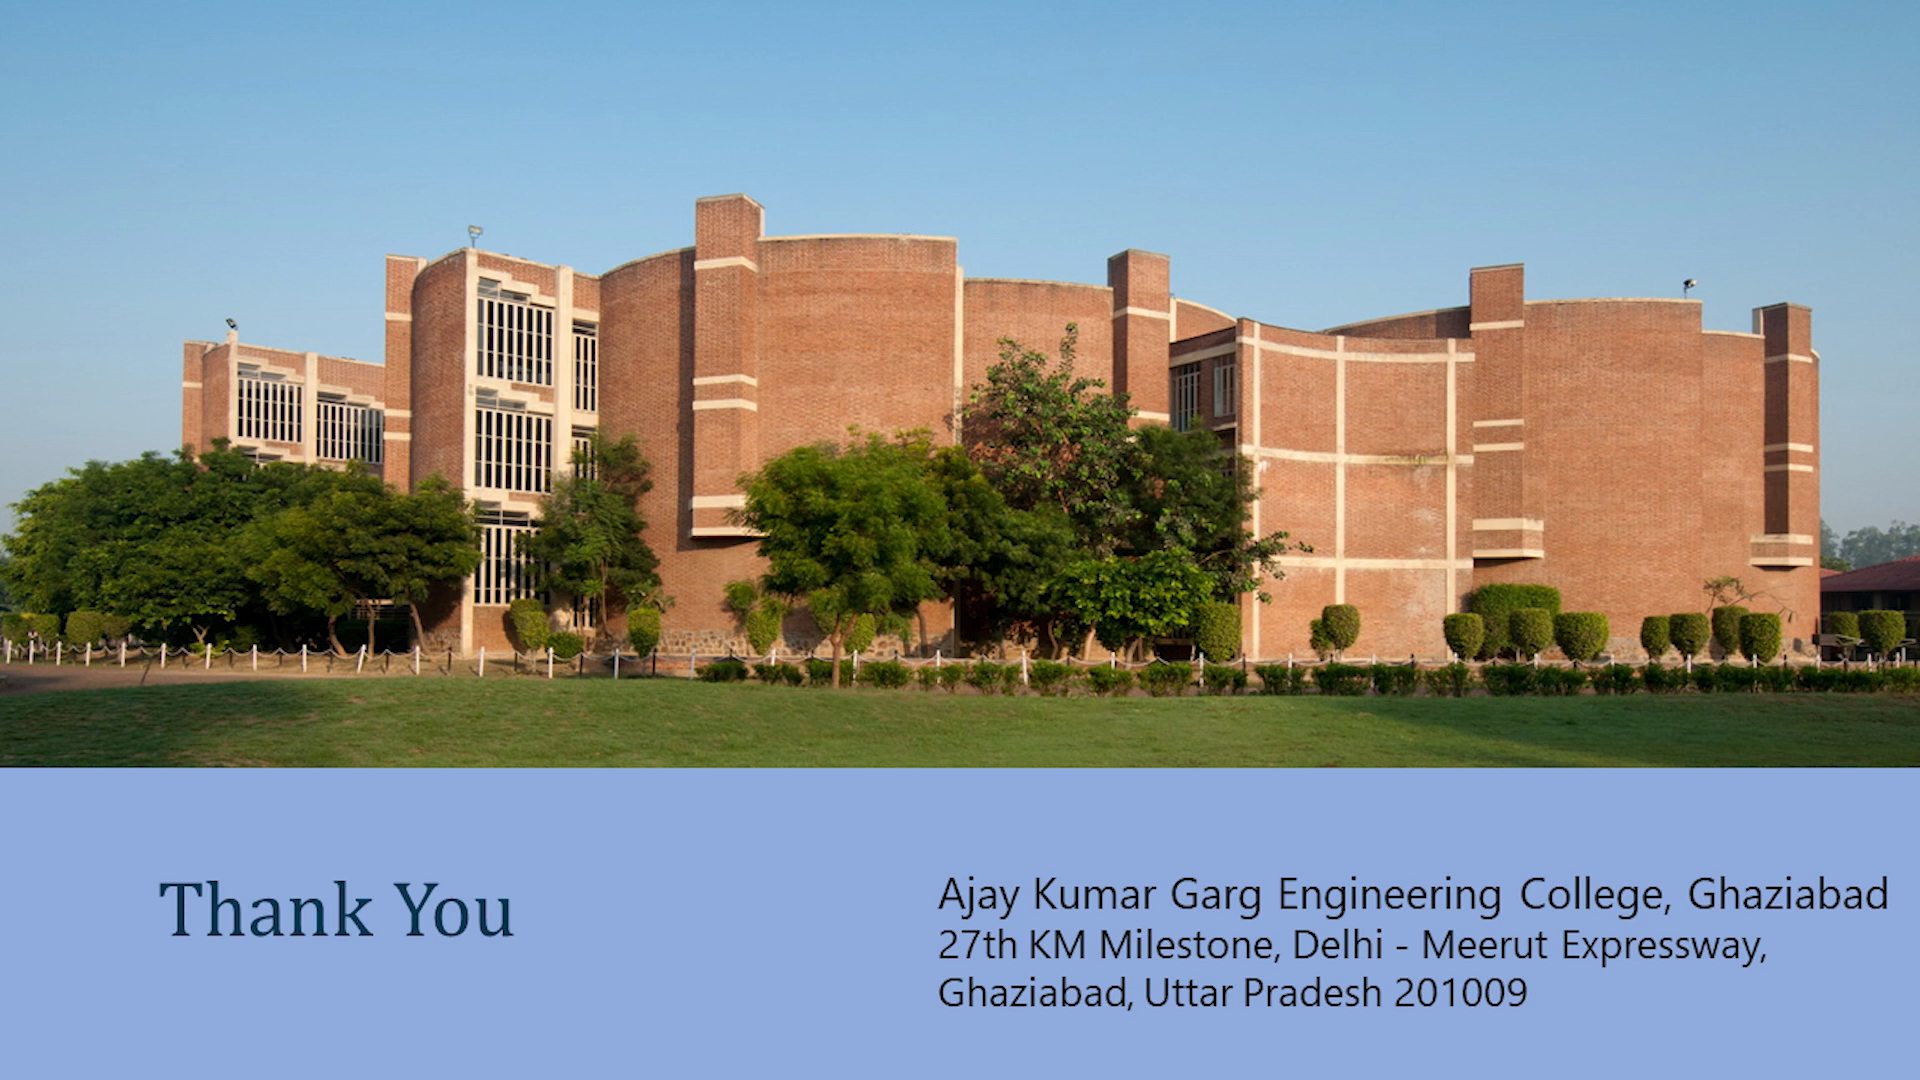 Thank You
Ajay Kumar Garg Engineering College, Ghaziabad
27th KM Milestone, Delhi - Meerut Expressway,
Ghaziabad, Uttar Pradesh 201009